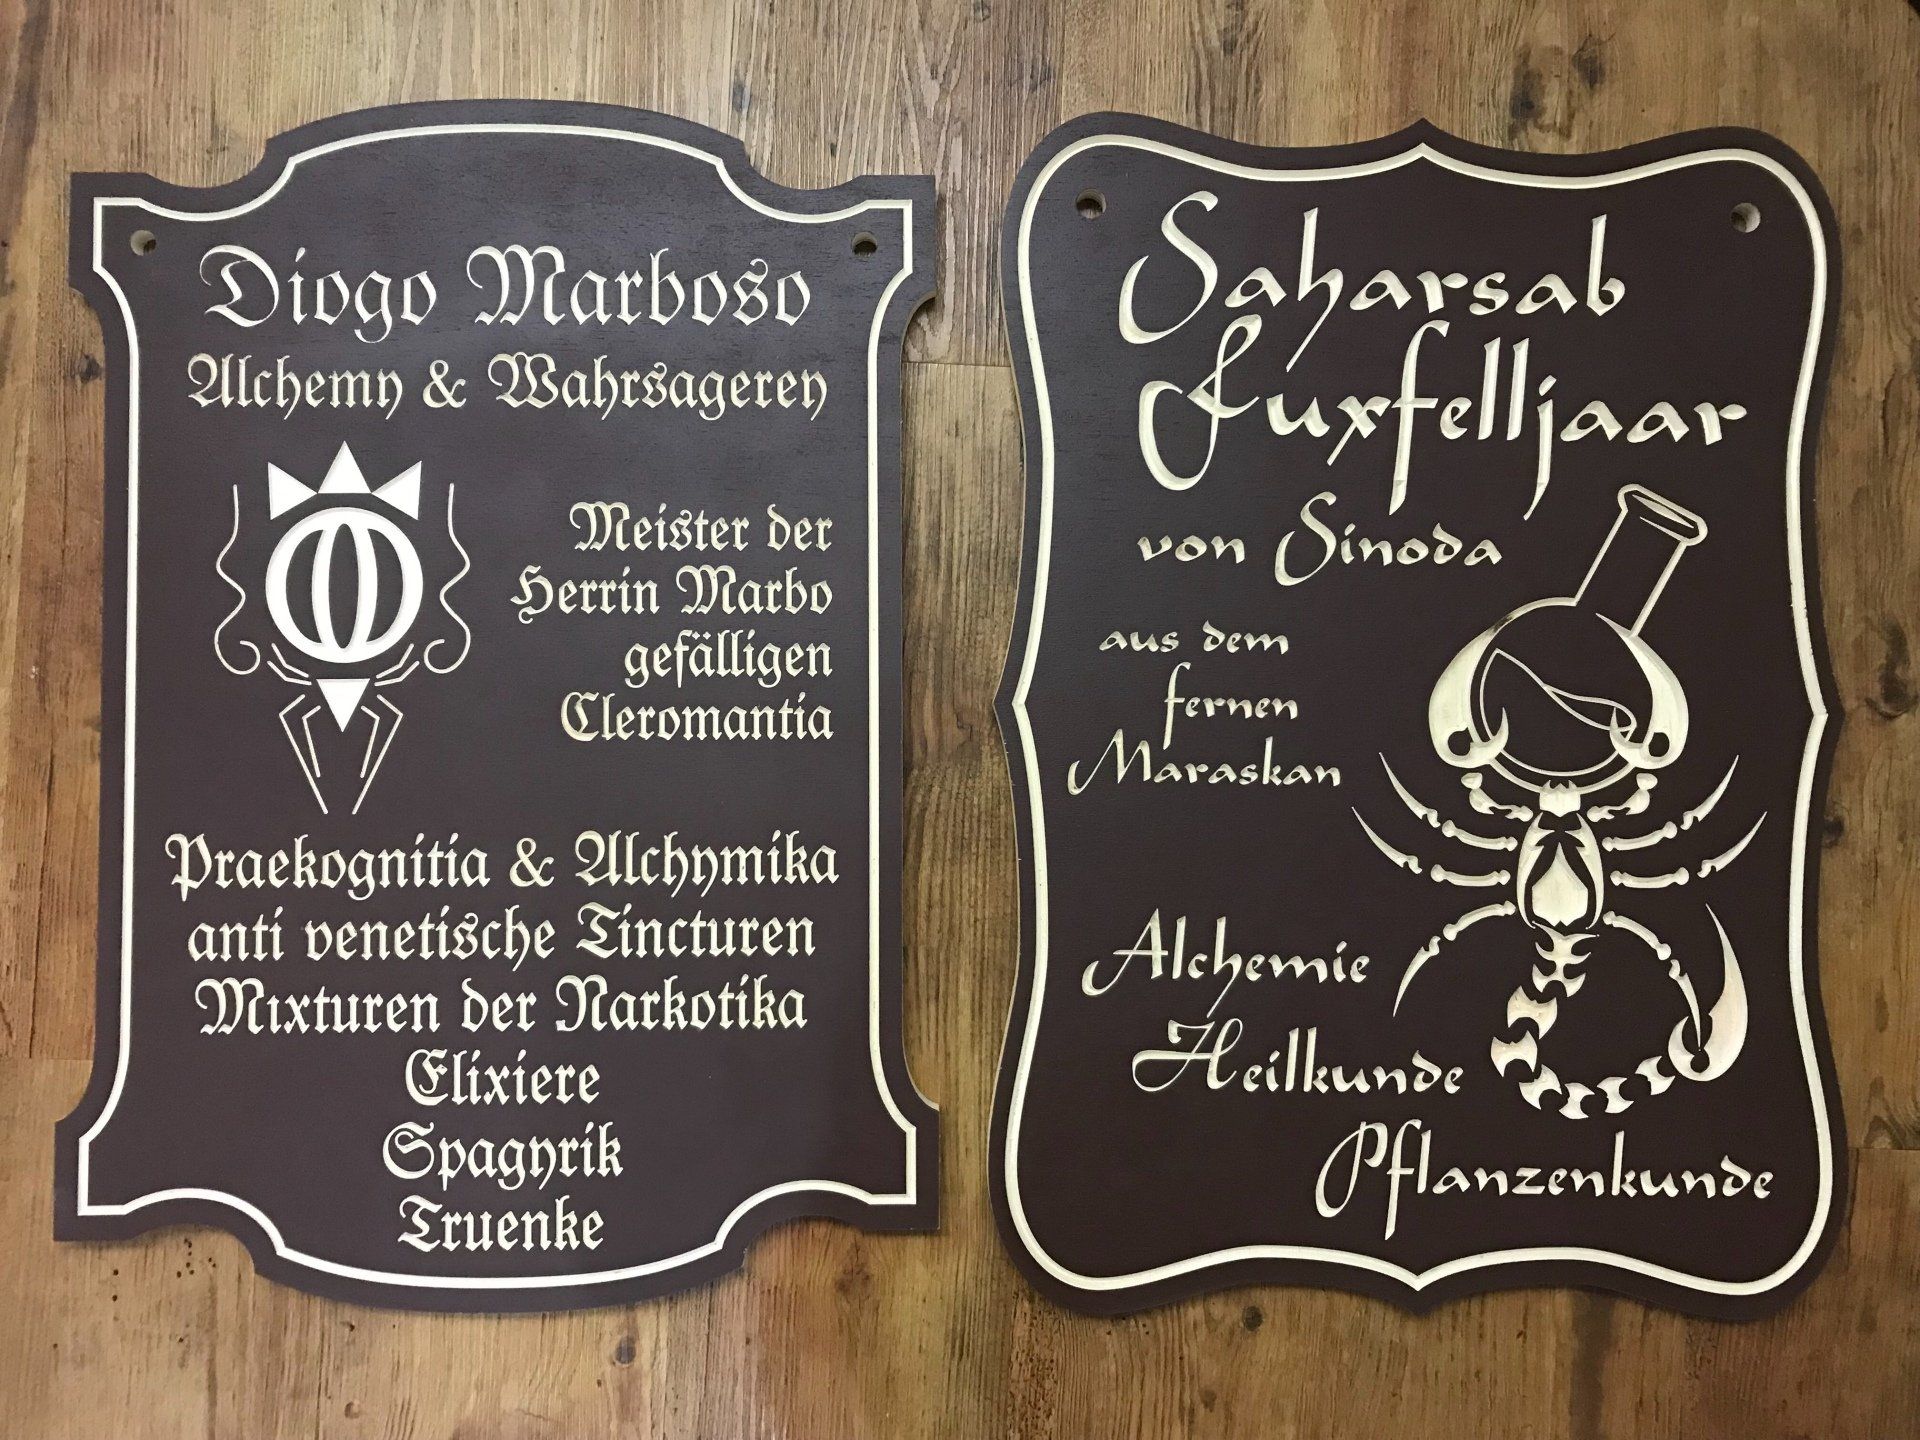 Diogo Marboso
Alchemy & Wahrsagerey
Meister der
Herrin Marbo
gefälligen
Cleromantia
Praekognitia & Alchymika
anti venetische Tincturen
Mixturen der Narkotika
Elixiere
Spagyrik
Truenke
Saharsab
Fuxfelljaar
von Sinoda
aus dem
fernen
Maraskan
Alchemie
Heilkunde
Pflanzenkunde